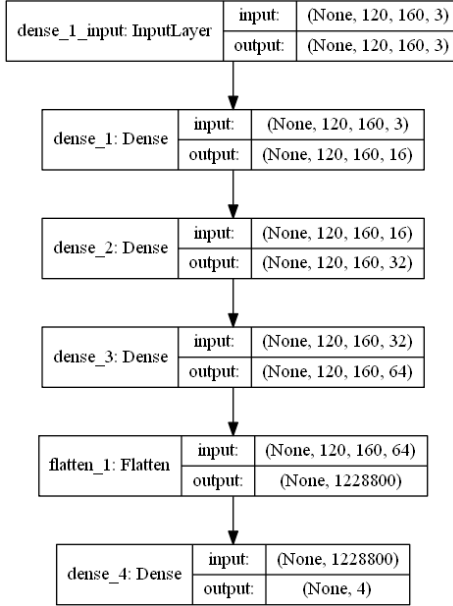 dense_1_input: InputLayer
input: (None, 120, 160, 3)
output: (None, 120, 160, 3)
dense_1: Dense
input: (None, 120, 160, 3)
output: (None, 120, 160, 16)
dense_2: Dense
input: (None, 120, 160, 16)
output: (None, 120, 160, 32)
dense_3: Dense
input: (None, 120, 160, 32)
output: (None, 120, 160, 64)
flatten_1: Flatten
input: (None, 120, 160, 64)
output: (None, 1228800)
dense_4: Dense
input: (None, 1228800)
output: (None, 4)